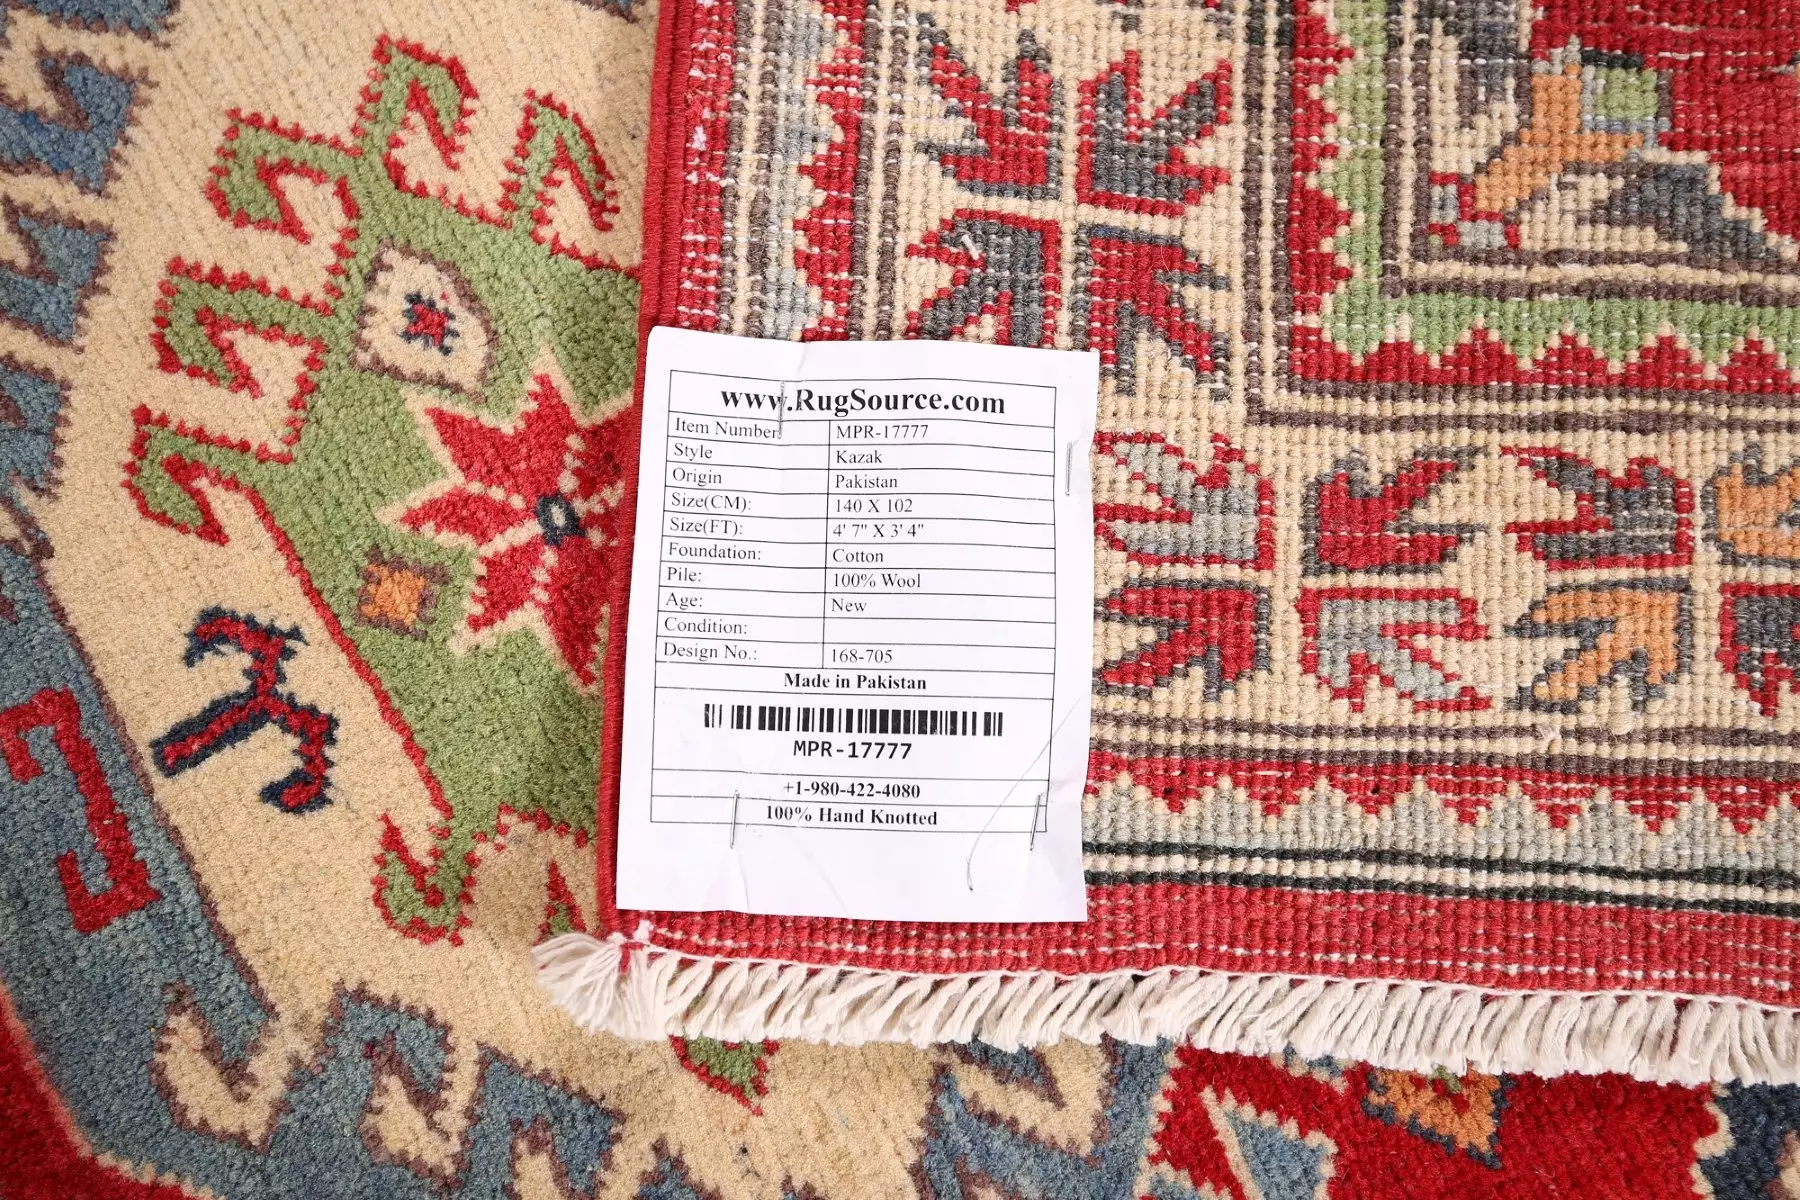 www.RugSource.com
Item Number MPR-17777
Style Kazak
Origin Pakistan
Size(CM): 140 X 102
Size(FT): 4' 7" X 3' 4"
Foundation: Cotton
Pile: 100% Wool
Age: New
Condition:
Design No.: 168-705
Made in Pakistan
MPR-17777
+1-980-422-4080
100% Hand Knotted